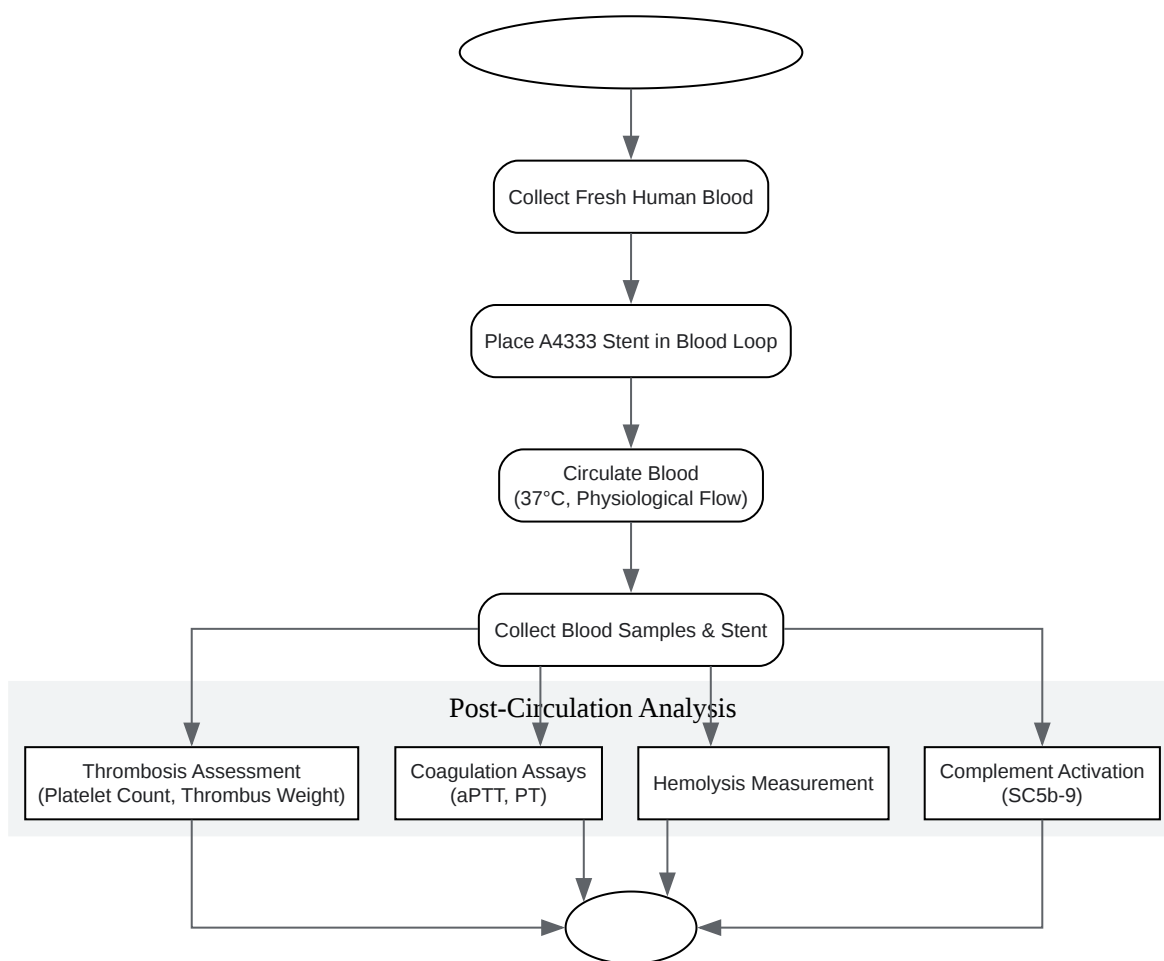 Collect Fresh Human Blood
Place A4333 Stent in Blood Loop
Circulate Blood
(37°C, Physiological Flow)
Collect Blood Samples & Stent
Post-Circulation Analysis
Thrombosis Assessment
(Platelet Count, Thrombus Weight)
Coagulation Assays
(aPTT, PT)
Hemolysis Measurement
Complement Activation
(SC5b-9)